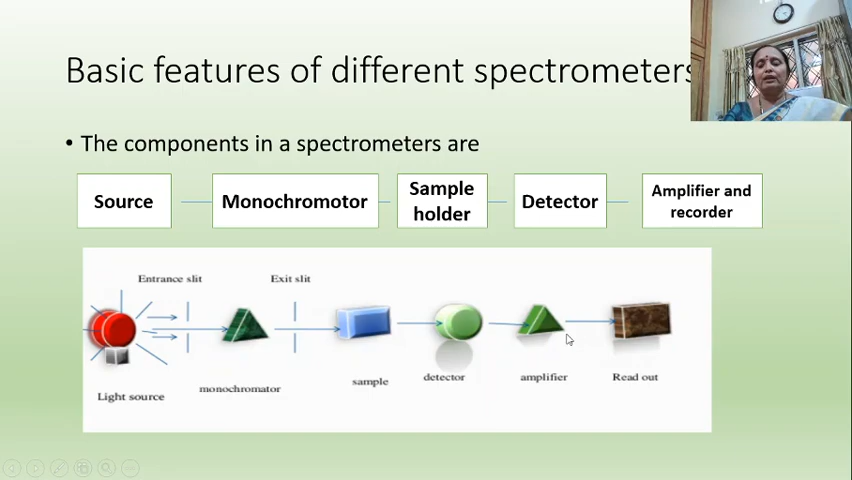 Basic features of different spectrometers
• The components in a spectrometers are
Source
Monochromotor
Sample
holder
Detector
Amplifier and
recorder
Entrance slit
Exit slit
Light source
monochromator
sample
detector
amplifier
Read out